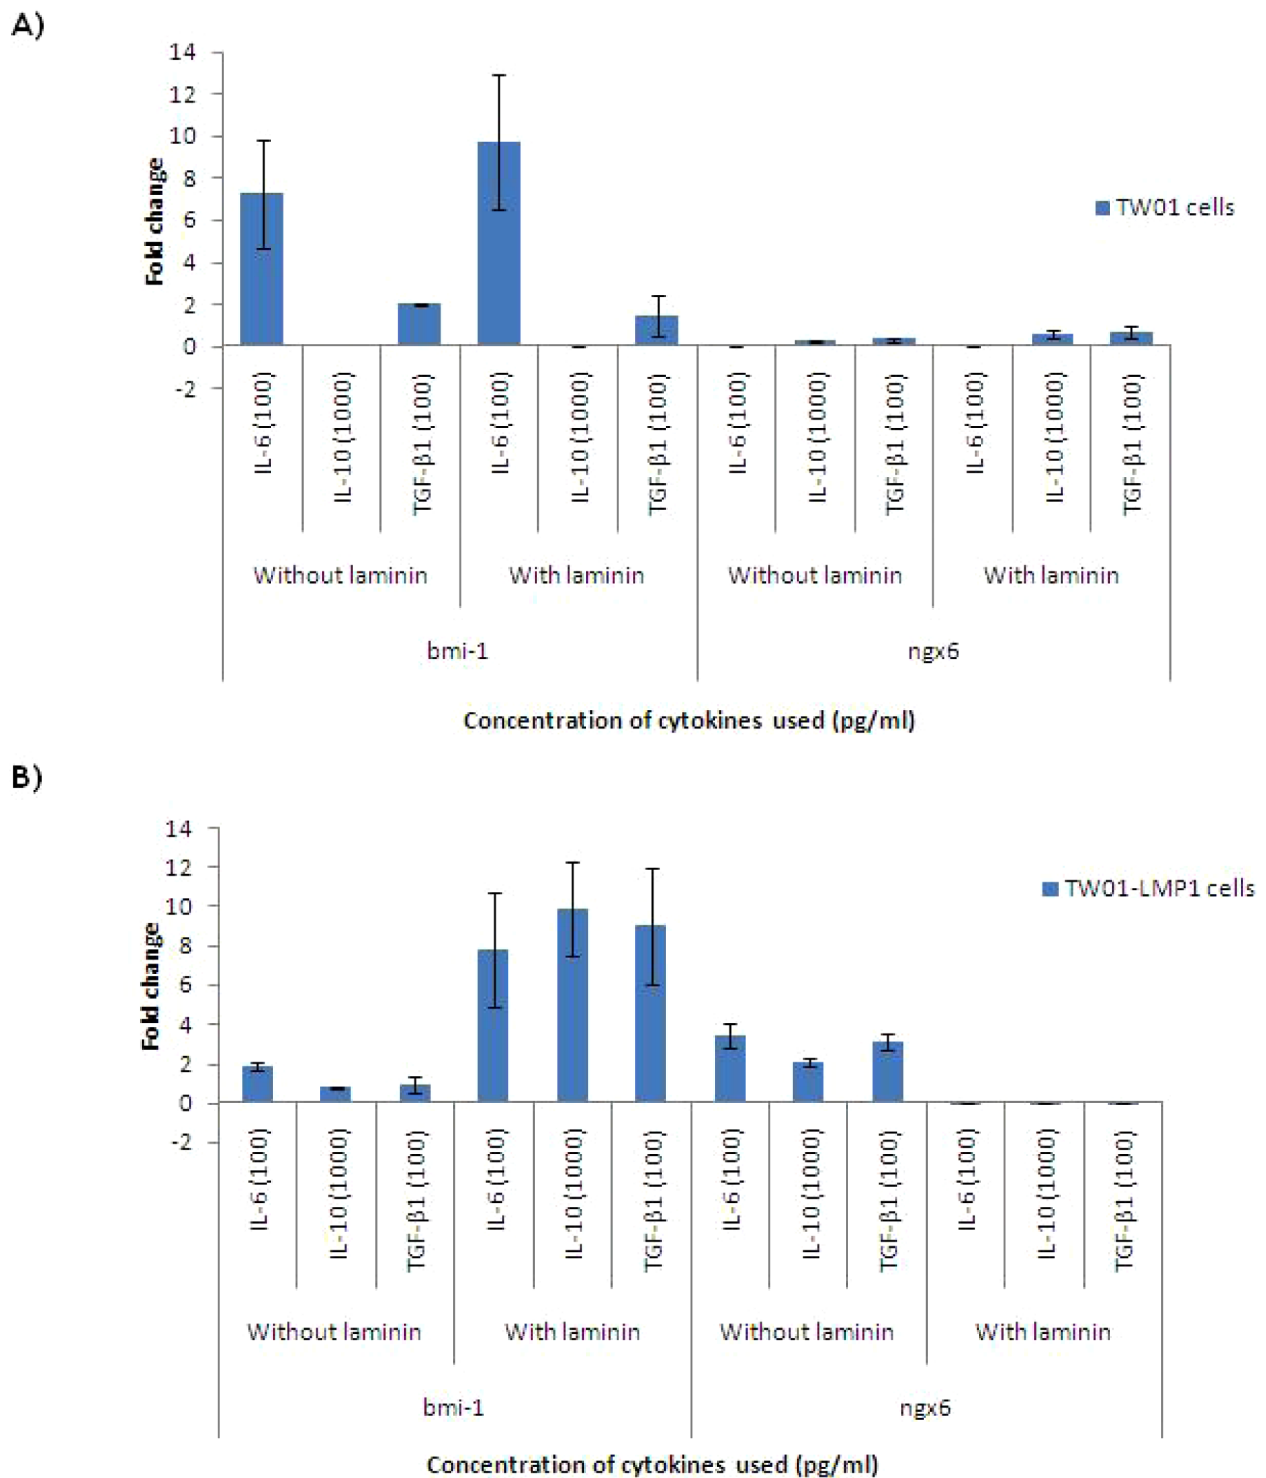 A)
14
12
10
8
6
4
2
0
-2
Fold change
TW01 cells
IL-6 (100)
IL-10 (1000)
TGF-β1 (100)
IL-6 (100)
IL-10 (1000)
TGF-β1 (100)
IL-6 (100)
IL-10 (1000)
TGF-β1 (100)
IL-6 (100)
IL-10 (1000)
TGF-β1 (100)
Without laminin With laminin Without laminin With laminin
bmi-1 ngx6
Concentration of cytokines used (pg/ml)
B)
14
12
10
8
6
4
2
0
-2
Fold change
TW01-LMP1 cells
IL-6 (100)
IL-10 (1000)
TGF-β1 (100)
IL-6 (100)
IL-10 (1000)
TGF-β1 (100)
IL-6 (100)
IL-10 (1000)
TGF-β1 (100)
IL-6 (100)
IL-10 (1000)
TGF-β1 (100)
Without laminin With laminin Without laminin With laminin
bmi-1 ngx6
Concentration of cytokines used (pg/ml)